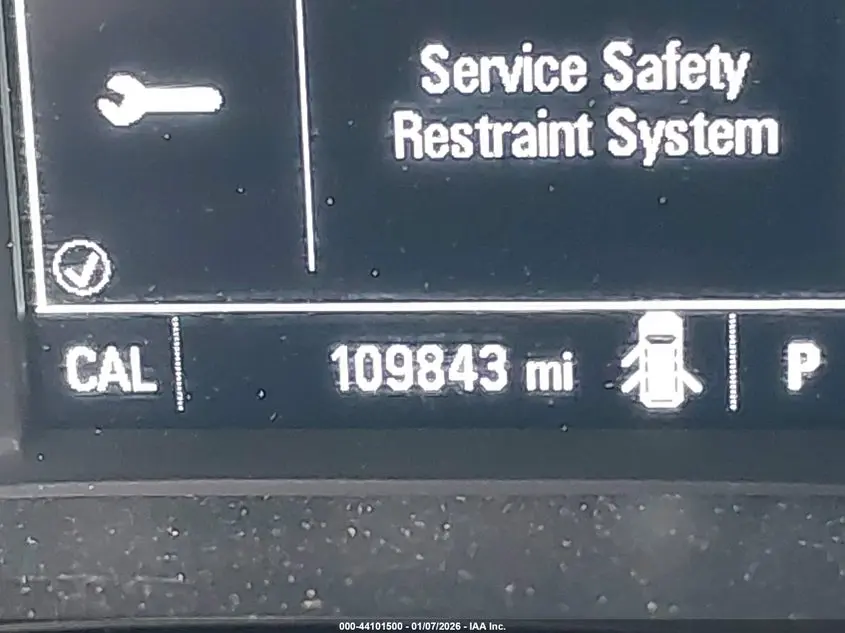 Service Safety
Restraint System
CAL 109843 mi P
000-44101500 - 01/07/2026 - IAA Inc.